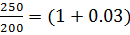 250/200 = (1 + 0.03)